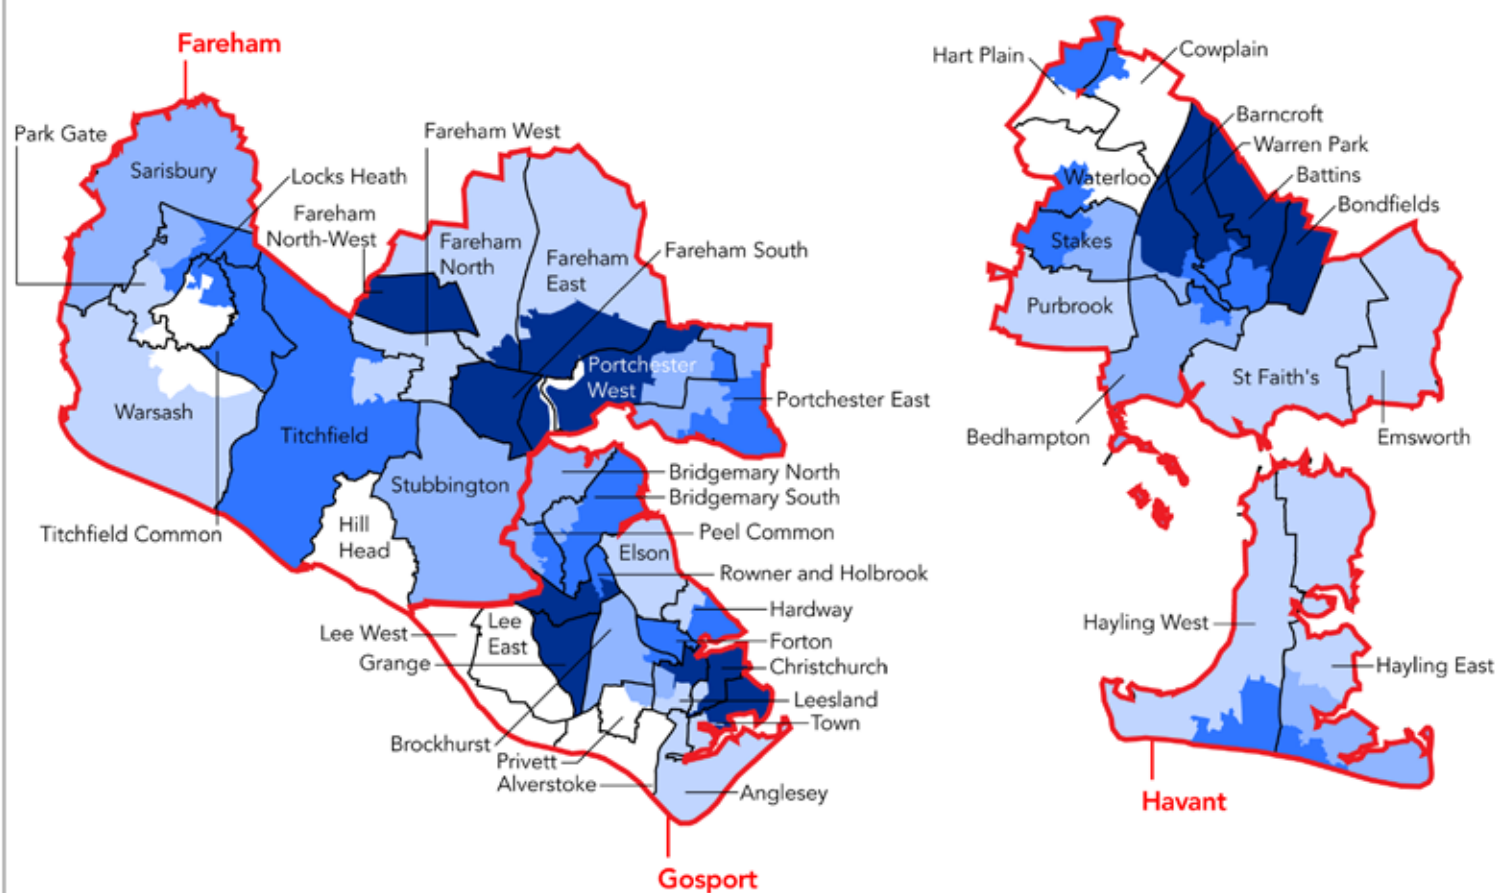 Fareham
Park Gate
Sarisbury
Locks Heath
Fareham
North-West
Fareham West
Fareham
North
Fareham
East
Fareham South
Portchester
West
Portchester East
Warsash
Titchfield
Titchfield Common
Hill
Head
Stubbington
Bridgemary North
Bridgemary South
Peel Common
Elson
Rowner and Holbrook
Hardway
Forton
Christchurch
Leesland
Town
Lee West
Lee
East
Grange
Brockhurst
Privett
Alverstoke
Anglesey
Gosport
Hart Plain
Cowplain
Barncroft
Warren Park
Battins
Bondfields
Waterloo
Stakes
Purbrook
St Faith's
Bedhampton
Emsworth
Hayling West
Hayling East
Havant